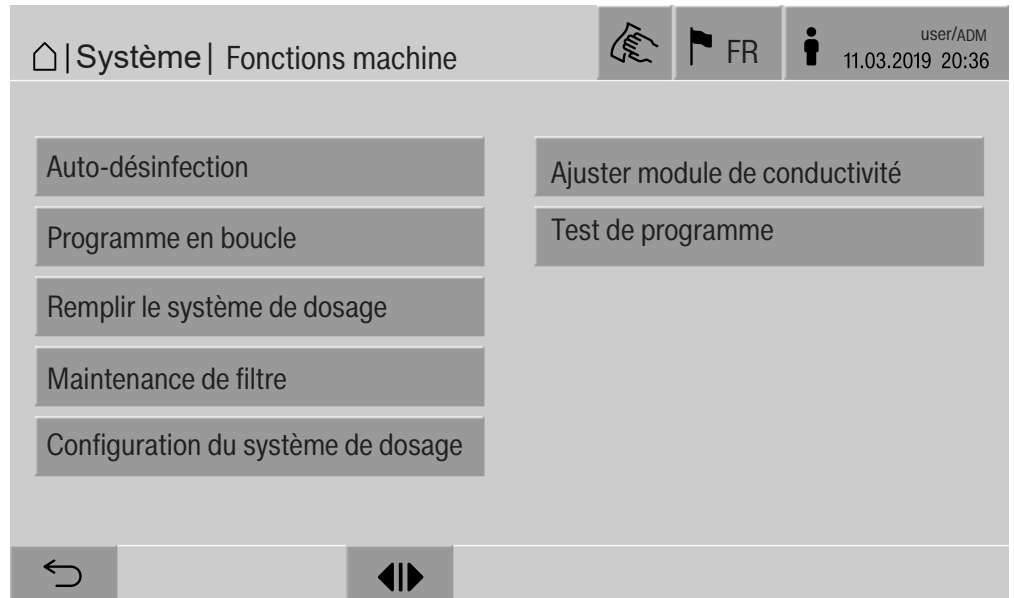 |Système| Fonctions machine
FR
user/ADM
11.03.2019 20:36
Auto-désinfection
Programme en boucle
Remplir le système de dosage
Maintenance de filtre
Configuration du système de dosage
Ajuster module de conductivité
Test de programme